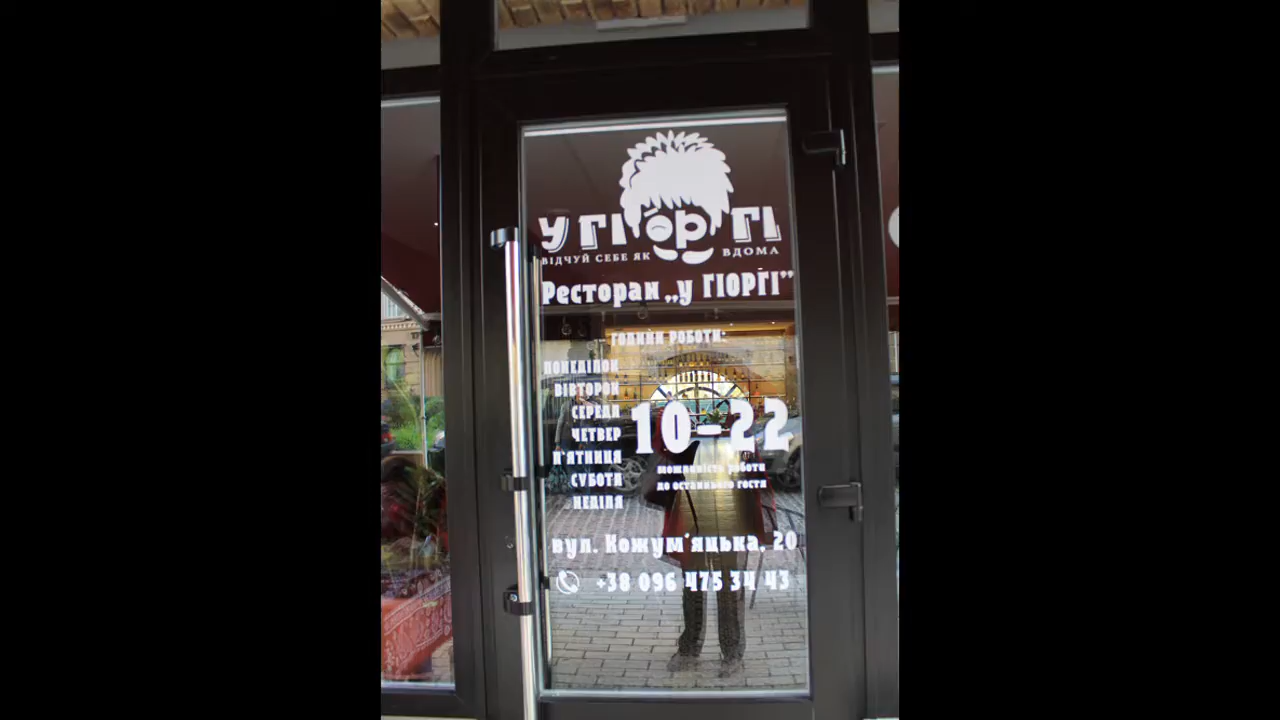 У ГІОРГІ
ВІДЧУЙ СЕБЕ ЯК ВДОМА
Ресторан „у ГІОРГІ”
ГОДИНИ РОБОТИ:
ПОНЕДІЛОК
ВІВТОРОК
СЕРЕДА
ЧЕТВЕР
П'ЯТНИЦЯ
СУБОТА
НЕДІЛЯ
10-22
можливість роботи
до останнього гостя
вул. Кожум'яцька, 20
+38 096 475 34 43